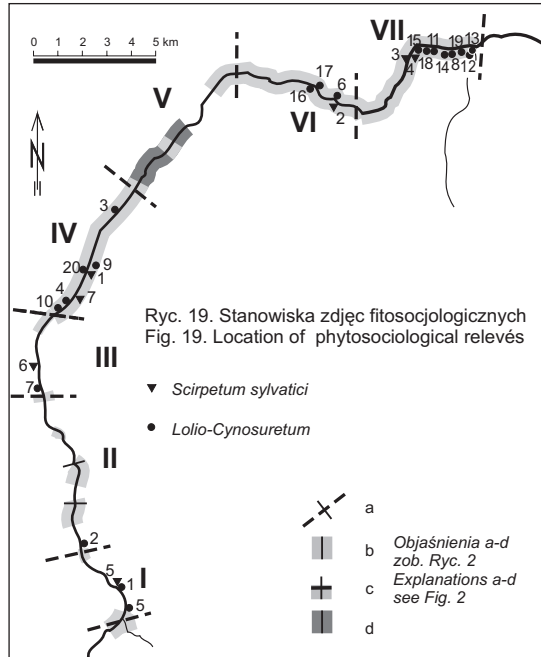 0 1 2 3 4 5 km
N
VII
15 11 19 13
3 4 18 14 8 12
17 6
16 2
VI
V
3
IV
20 9
1
4 7
10
III
6
7
II
2
5 I
1
5
Ryc. 19. Stanowiska zdjęc fitosocjologicznych
Fig. 19. Location of phytosociological relevés
Scirpetum sylvatici
Lolio-Cynosuretum
a
b Objaśnienia a-d
zob. Ryc. 2
c Explanations a-d
see Fig. 2
d